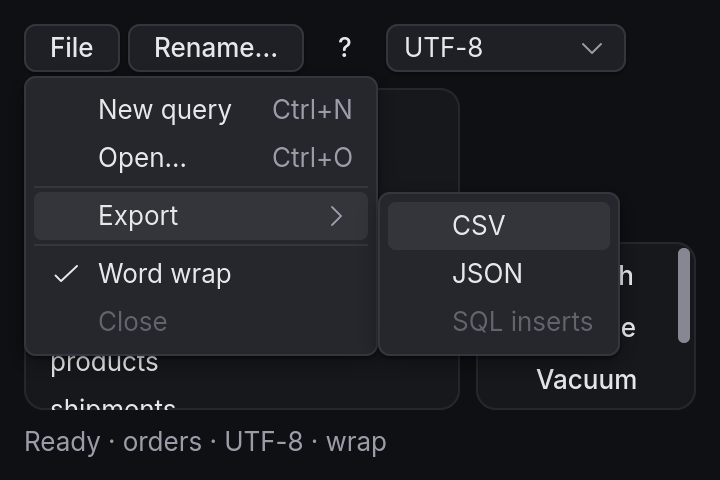 File Rename... ? UTF-8
New query Ctrl+N
Open... Ctrl+O
Export
CSV
Word wrap
JSON
Close
SQL inserts
products
shipments
Vacuum
Ready · orders · UTF-8 · wrap